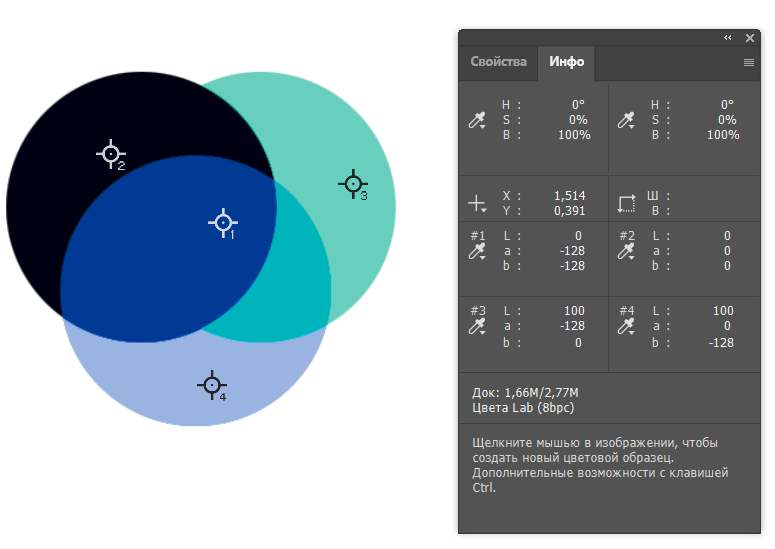 Свойства Инфо
H : 0° H : 0°
S : 0% S : 0%
B : 100% B : 100%
X : 1,514 Ш :
Y : 0,391 В :
#1 L : 0 #2 L : 0
a : -128 a : 0
b : -128 b : 0
#3 L : 100 #4 L : 100
a : -128 a : 0
b : 0 b : -128
Док: 1,66M/2,77M
Цвета Lab (8bpc)
Щелкните мышью в изображении, чтобы
создать новый цветовой образец.
Дополнительные возможности с клавишей
Ctrl.
2
3
1
4